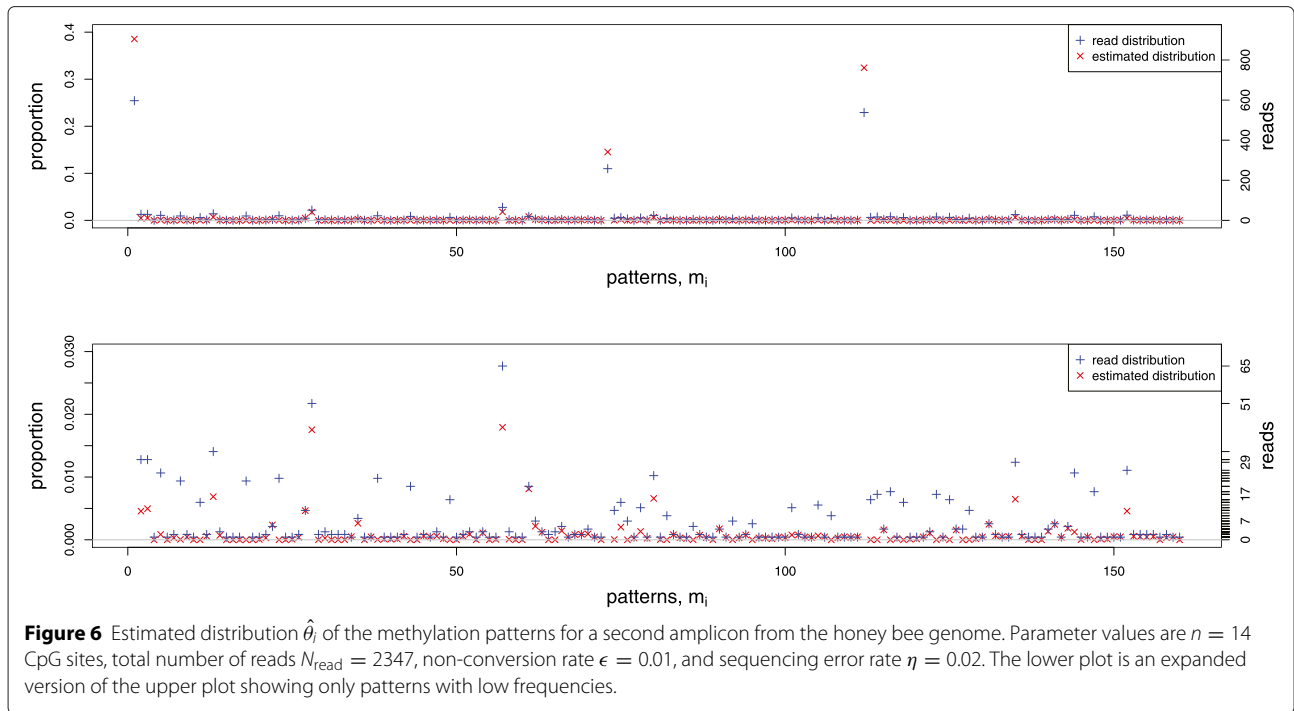 0.4
0.3
0.2
0.1
0.0
proportion
read distribution
estimated distribution
800
600
400
200
0
reads
0
50
100
150
patterns, mᵢ
0.030
0.020
0.010
0.000
proportion
read distribution
estimated distribution
65
51
29
17
7
0
reads
0
50
100
150
patterns, mᵢ
Figure 6 Estimated distribution θ̂ᵢ of the methylation patterns for a second amplicon from the honey bee genome. Parameter values are n = 14
CpG sites, total number of reads N_read = 2347, non-conversion rate ϵ = 0.01, and sequencing error rate η = 0.02. The lower plot is an expanded
version of the upper plot showing only patterns with low frequencies.